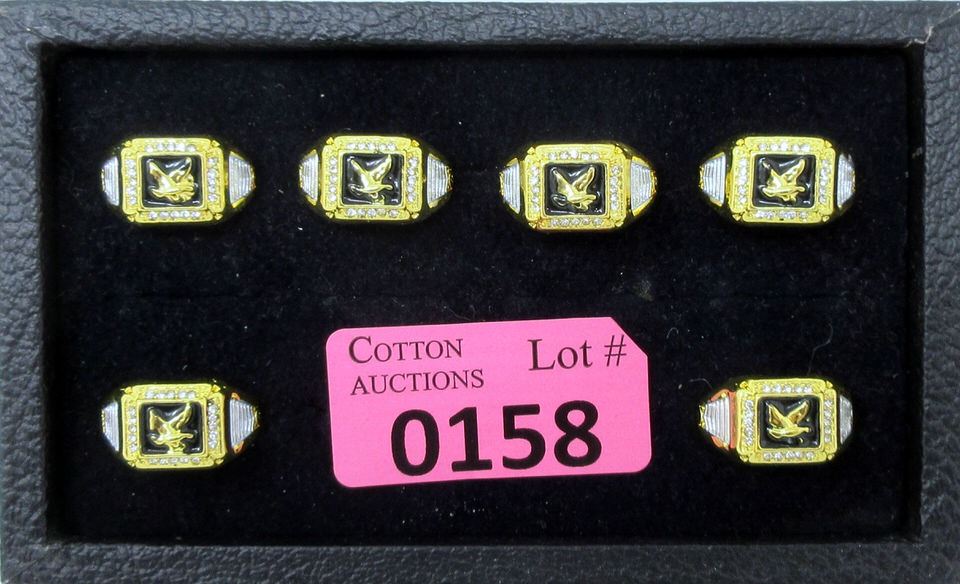 COTTON
AUCTIONS
Lot #
0158